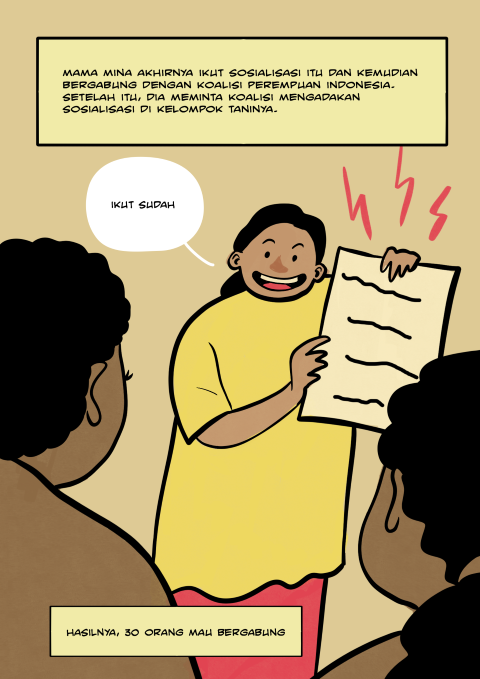 MAMA MINA AKHIRNYA IKUT SOSIALISASI ITU DAN KEMUDIAN
BERGABUNG DENGAN KOALISI PEREMPUAN INDONESIA.
SETELAH ITU, DIA MEMINTA KOALISI MENGADAKAN
SOSIALISASI DI KELOMPOK TANINYA.
IKUT SUDAH
HASILNYA, 30 ORANG MAU BERGABUNG